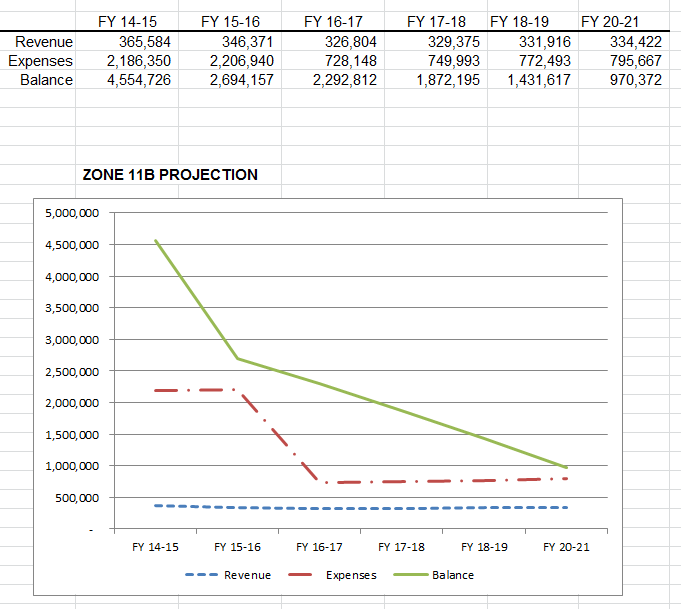 FY 14-15 FY 15-16 FY 16-17 FY 17-18 FY 18-19 FY 20-21
Revenue 365,584 346,371 326,804 329,375 331,916 334,422
Expenses 2,186,350 2,206,940 728,148 749,993 772,493 795,667
Balance 4,554,726 2,694,157 2,292,812 1,872,195 1,431,617 970,372
ZONE 11B PROJECTION
5,000,000
4,500,000
4,000,000
3,500,000
3,000,000
2,500,000
2,000,000
1,500,000
1,000,000
500,000
-
FY 14-15 FY 15-16 FY 16-17 FY 17-18 FY 18-19 FY 20-21
Revenue Expenses Balance